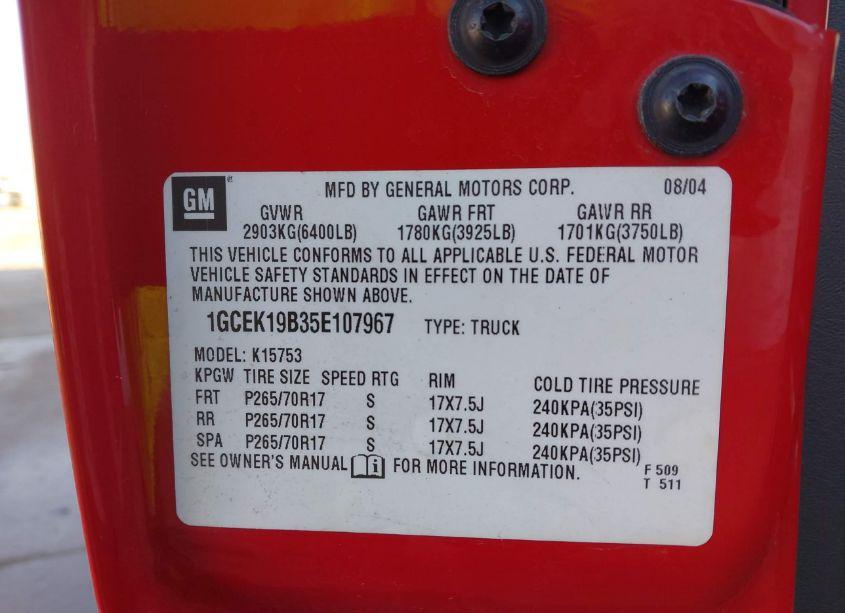 GM MFD BY GENERAL MOTORS CORP. 08/04
GVWR GAWR FRT GAWR RR
2903KG(6400LB) 1780KG(3925LB) 1701KG(3750LB)
THIS VEHICLE CONFORMS TO ALL APPLICABLE U.S. FEDERAL MOTOR
VEHICLE SAFETY STANDARDS IN EFFECT ON THE DATE OF
MANUFACTURE SHOWN ABOVE.
1GCEK19B35E107967 TYPE: TRUCK
MODEL: K15753
KPGW TIRE SIZE SPEED RTG RIM COLD TIRE PRESSURE
FRT P265/70R17 S 17X7.5J 240KPA(35PSI)
RR P265/70R17 S 17X7.5J 240KPA(35PSI)
SPA P265/70R17 S 17X7.5J 240KPA(35PSI)
SEE OWNER'S MANUAL FOR MORE INFORMATION.
F 509
T 511